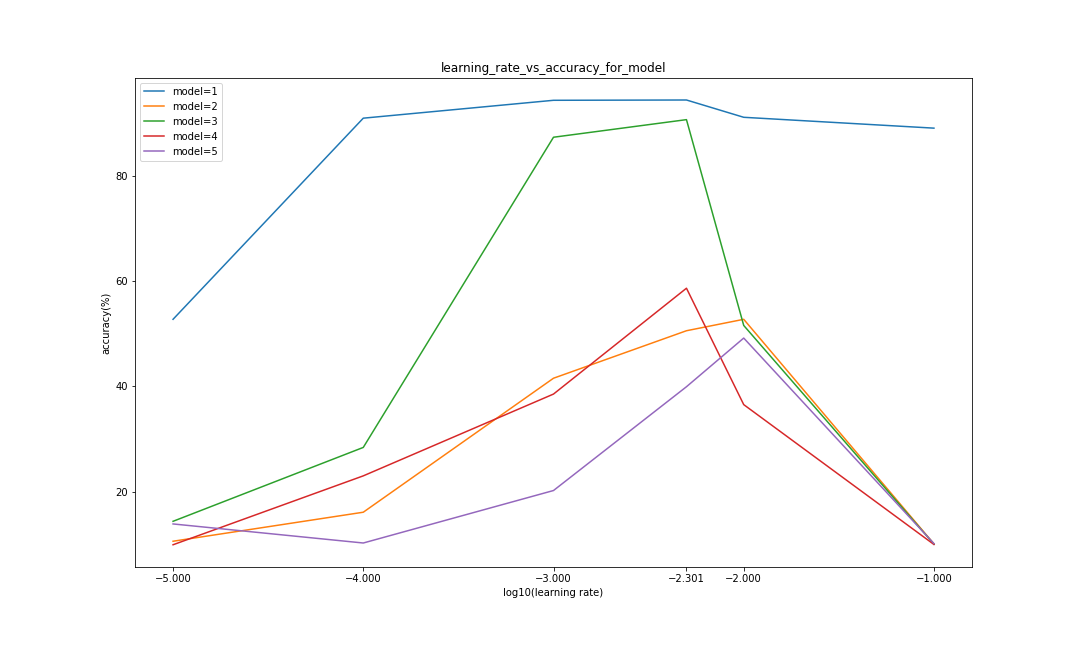 learning_rate_vs_accuracy_for_model
model=1
model=2
model=3
model=4
model=5
accuracy(%)
80
60
40
20
−5.000 −4.000 −3.000 −2.301 −2.000 −1.000
log10(learning rate)